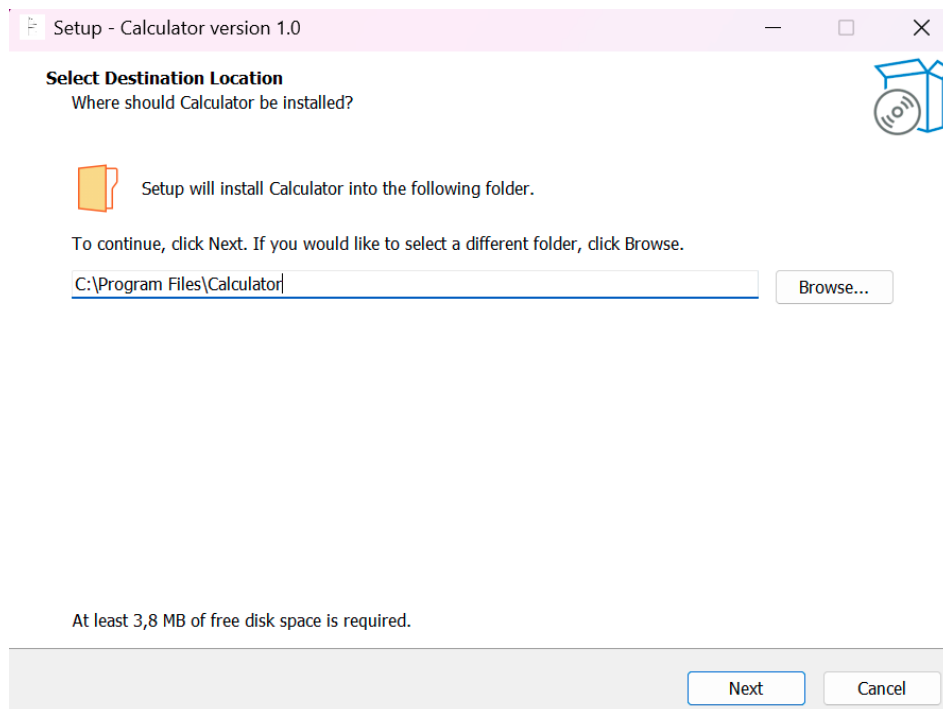 Setup - Calculator version 1.0
Select Destination Location
Where should Calculator be installed?
Setup will install Calculator into the following folder.
To continue, click Next. If you would like to select a different folder, click Browse.
C:\Program Files\Calculator
Browse...
At least 3,8 MB of free disk space is required.
Next
Cancel